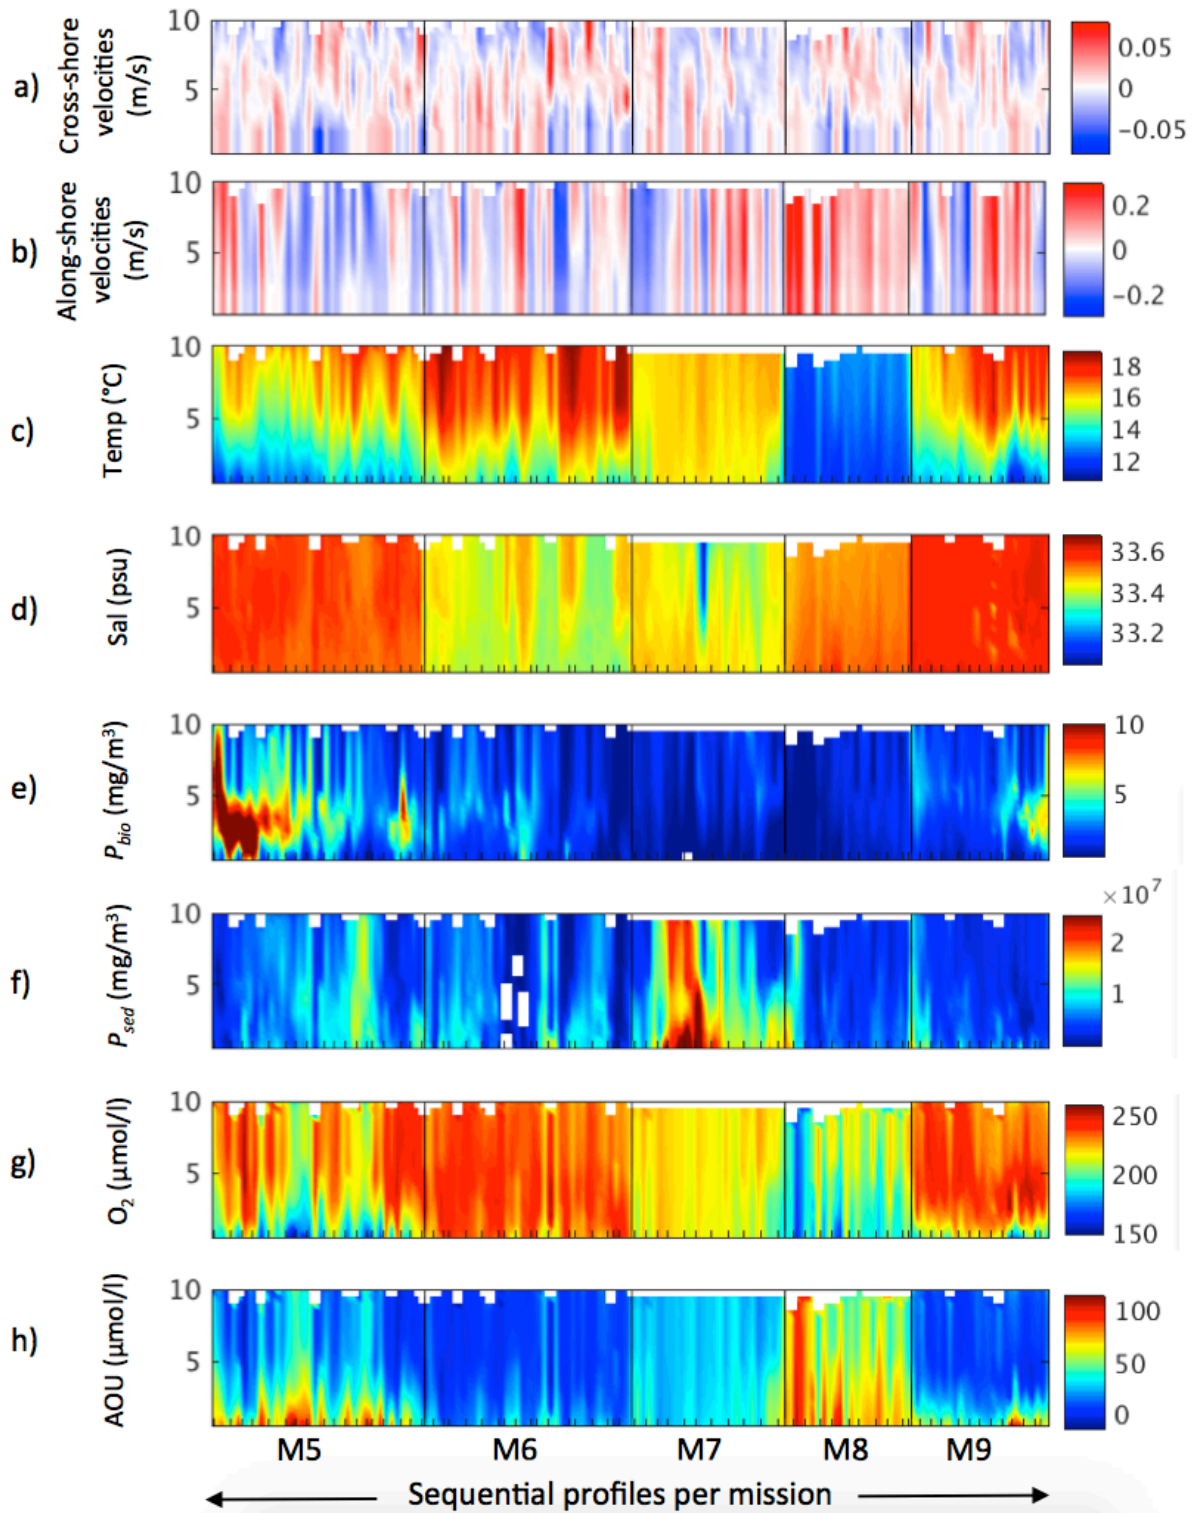 a) Cross-shore velocities (m/s) 10 5 0.05 0 −0.05
b) Along-shore velocities (m/s) 10 5 0.2 0 −0.2
c) Temp (°C) 10 5 18 16 14 12
d) Sal (psu) 10 5 33.6 33.4 33.2
e) P_bio (mg/m³) 10 5 10 5
×10⁷
f) P_sed (mg/m³) 10 5 2 1
g) O₂ (μmol/l) 10 5 250 200 150
h) AOU (μmol/l) 10 5 100 50 0
M5 M6 M7 M8 M9
Sequential profiles per mission